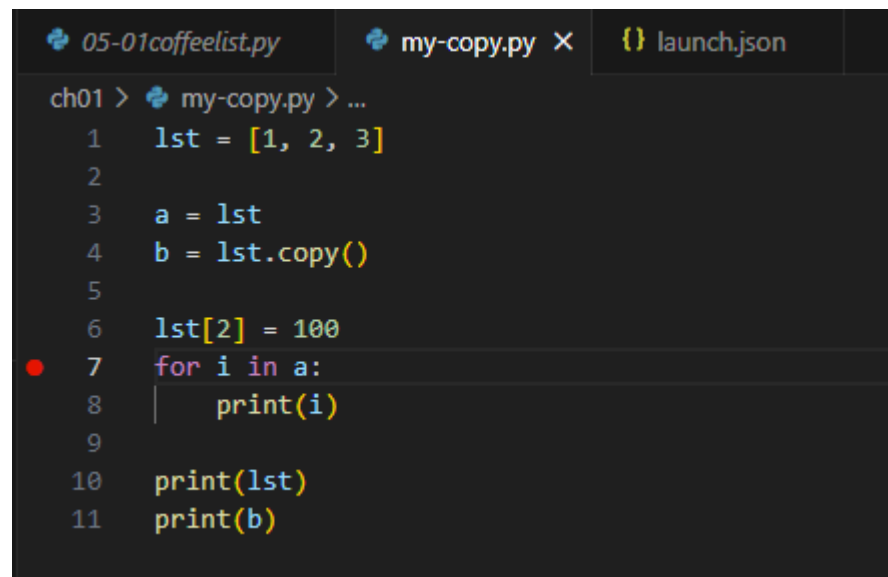 05-01coffeelist.py my-copy.py × {} launch.json
ch01 > my-copy.py > ...
1 lst = [1, 2, 3]
2
3 a = lst
4 b = lst.copy()
5
6 lst[2] = 100
7 for i in a:
8     print(i)
9
10 print(lst)
11 print(b)